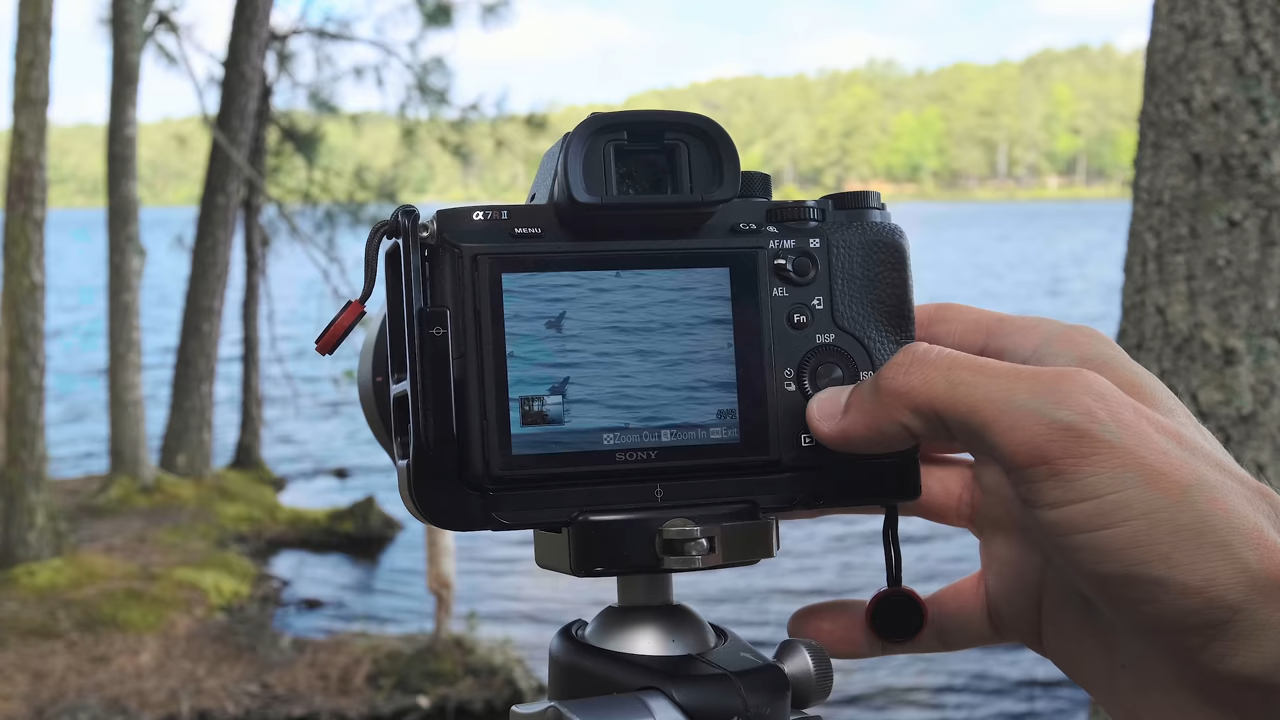 α7RII
MENU
C3
AF/MF
AEL
Fn
DISP
ISO
Zoom Out Zoom In Exit
SONY